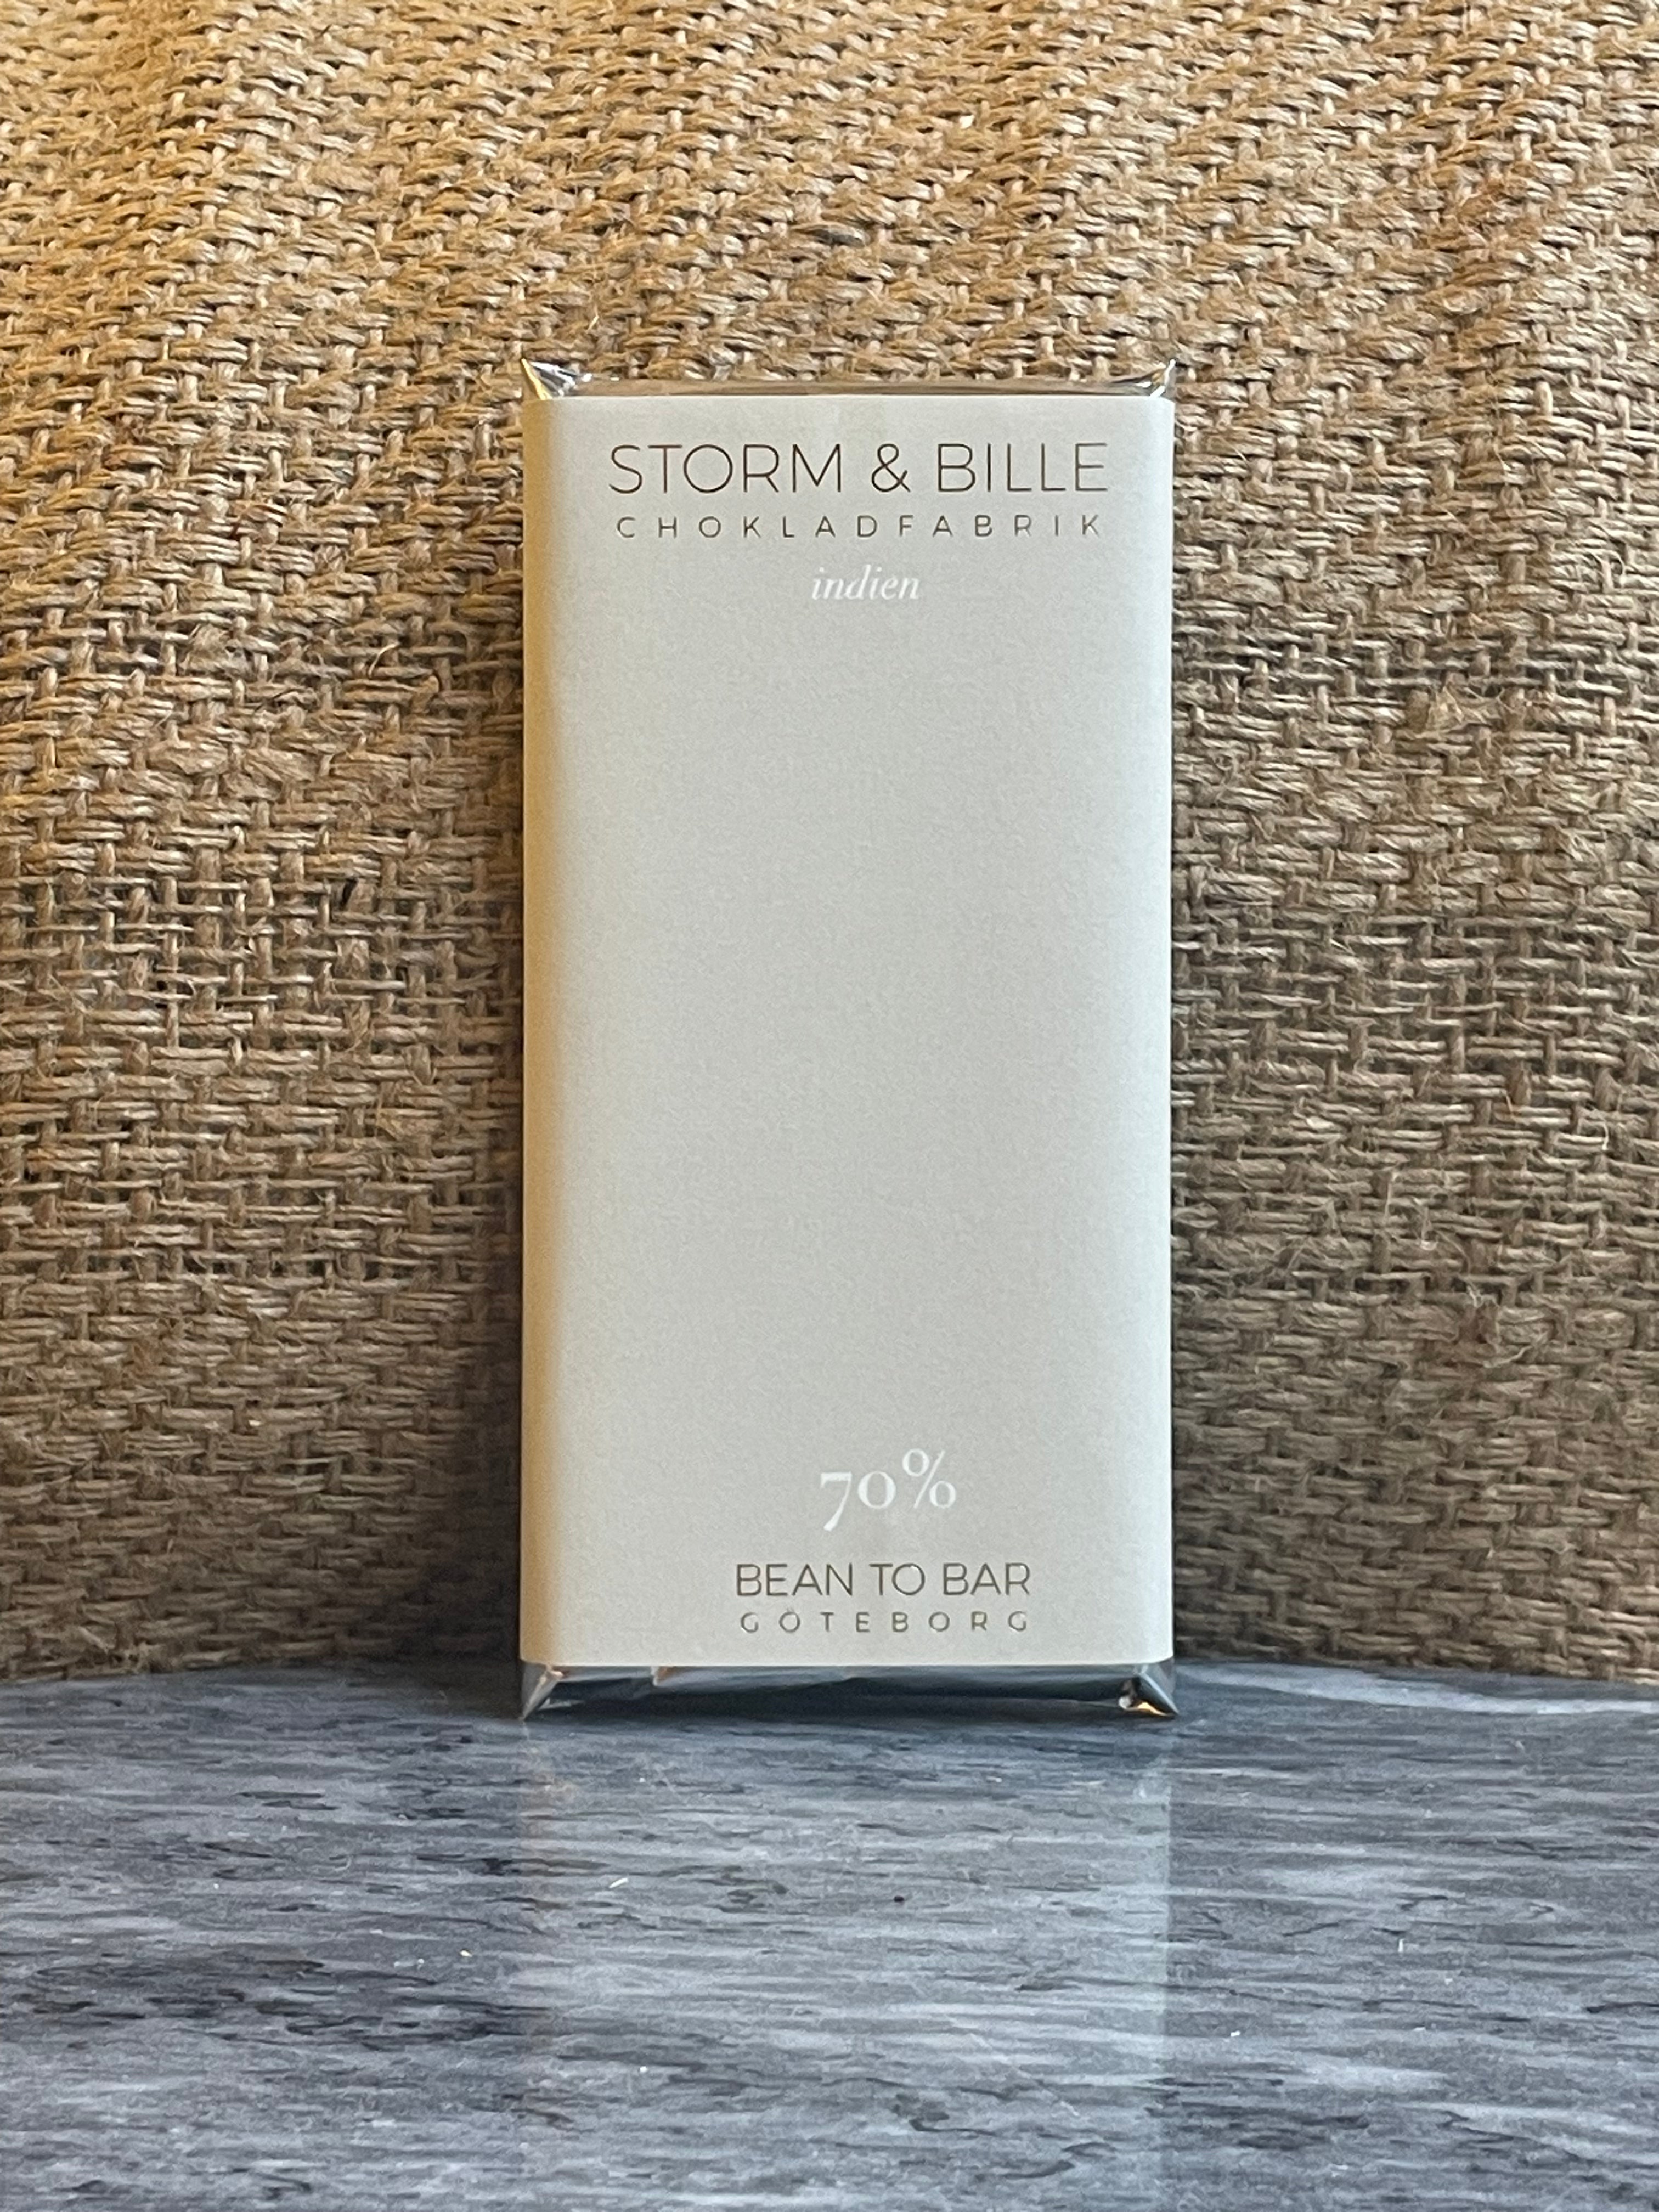 STORM & BILLE
CHOKLADFABRIK
indien
70%
BEAN TO BAR
GÖTEBORG